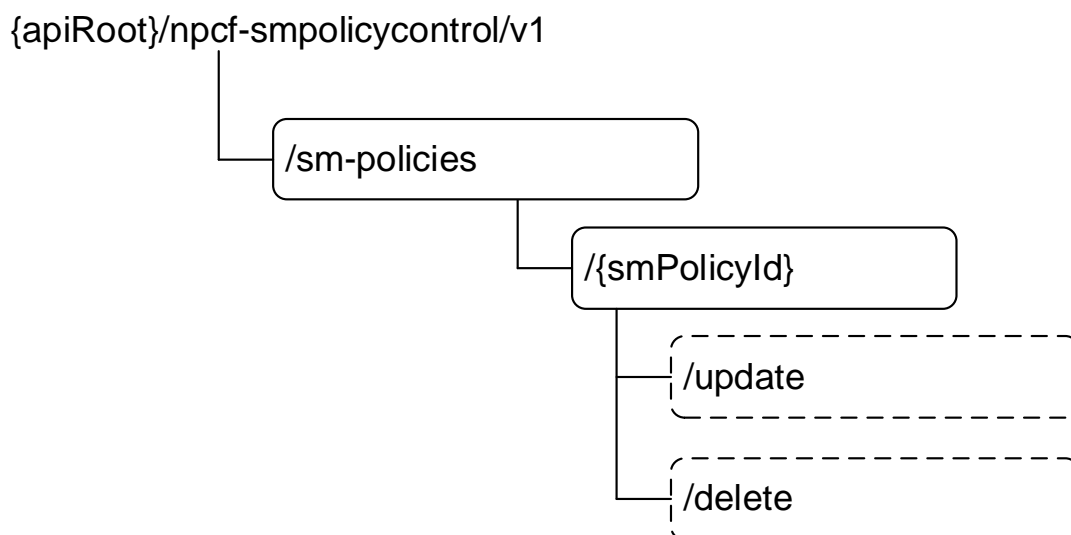 {apiRoot}/npcf-smpolicycontrol/v1
/sm-policies
/{smPolicyId}
/update
/delete